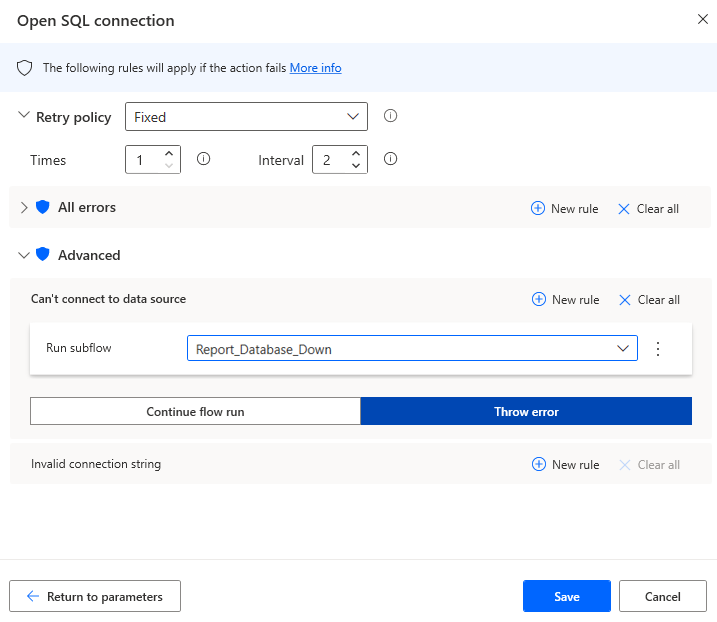 Open SQL connection
The following rules will apply if the action fails More info
Retry policy Fixed
Times 1 Interval 2
All errors New rule Clear all
Advanced
Can't connect to data source New rule Clear all
Run subflow Report_Database_Down
Continue flow run Throw error
Invalid connection string New rule Clear all
Return to parameters Save Cancel